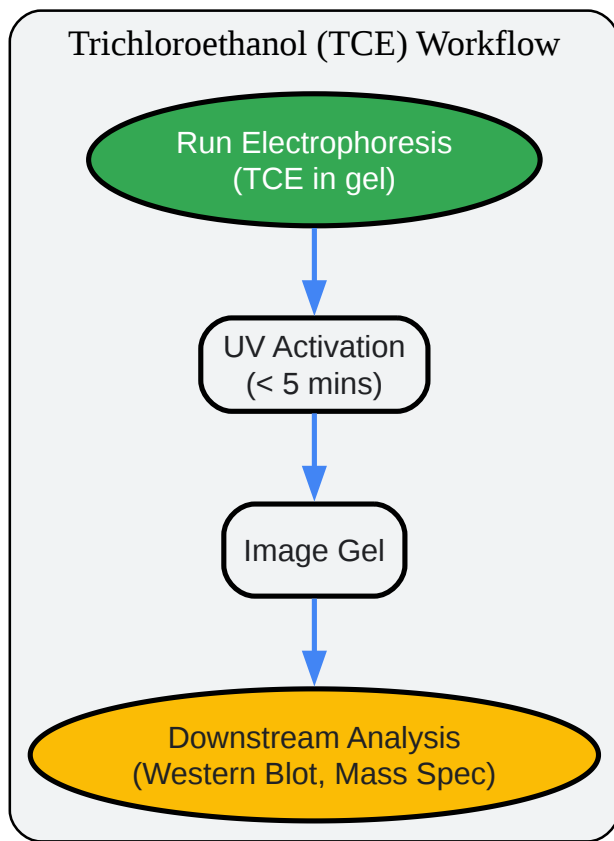 Trichloroethanol (TCE) Workflow
Run Electrophoresis
(TCE in gel)
UV Activation
(< 5 mins)
Image Gel
Downstream Analysis
(Western Blot, Mass Spec)